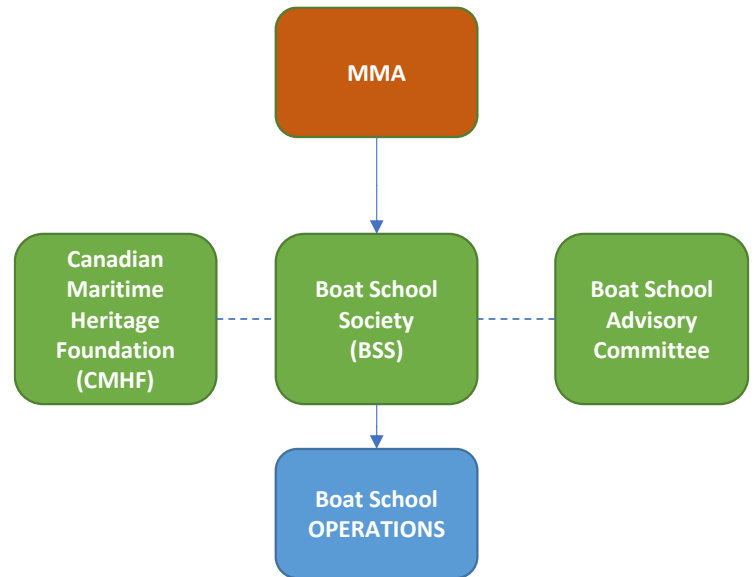 MMA
Canadian
Maritime
Heritage
Foundation
(CMHF)
Boat School
Society
(BSS)
Boat School
Advisory
Committee
Boat School
OPERATIONS